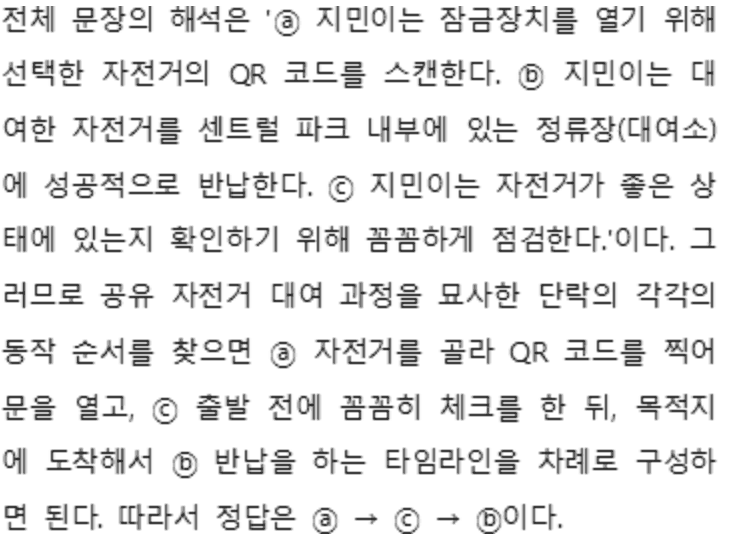 전체 문장의 해석은 'ⓐ 지민이는 잠금장치를 열기 위해
선택한 자전거의 QR 코드를 스캔한다. ⓑ 지민이는 대
여한 자전거를 센트럴 파크 내부에 있는 정류장(대여소)
에 성공적으로 반납한다. ⓒ 지민이는 자전거가 좋은 상
태에 있는지 확인하기 위해 꼼꼼하게 점검한다.'이다. 그
러므로 공유 자전거 대여 과정을 묘사한 단락의 각각의
동작 순서를 찾으면 ⓐ 자전거를 골라 QR 코드를 찍어
문을 열고, ⓒ 출발 전에 꼼꼼히 체크를 한 뒤, 목적지
에 도착해서 ⓑ 반납을 하는 타임라인을 차례로 구성하
면 된다. 따라서 정답은 ⓐ → ⓒ → ⓑ이다.